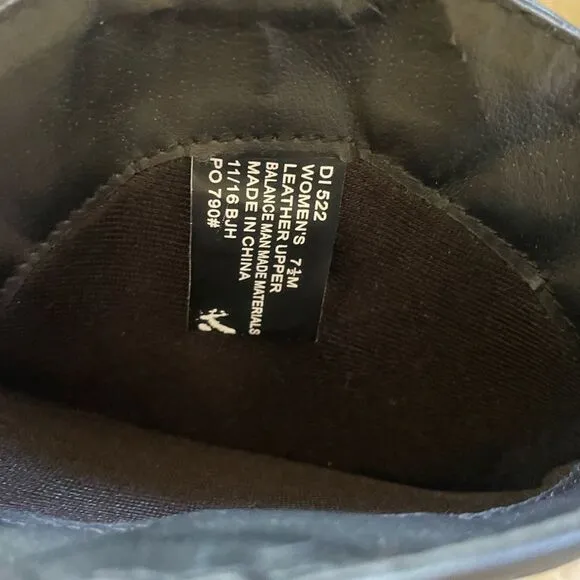 DI 522
WOMEN'S 7½M
LEATHER UPPER
BALANCE MAN MADE MATERIALS
MADE IN CHINA
11/16 BJH
PO 790#